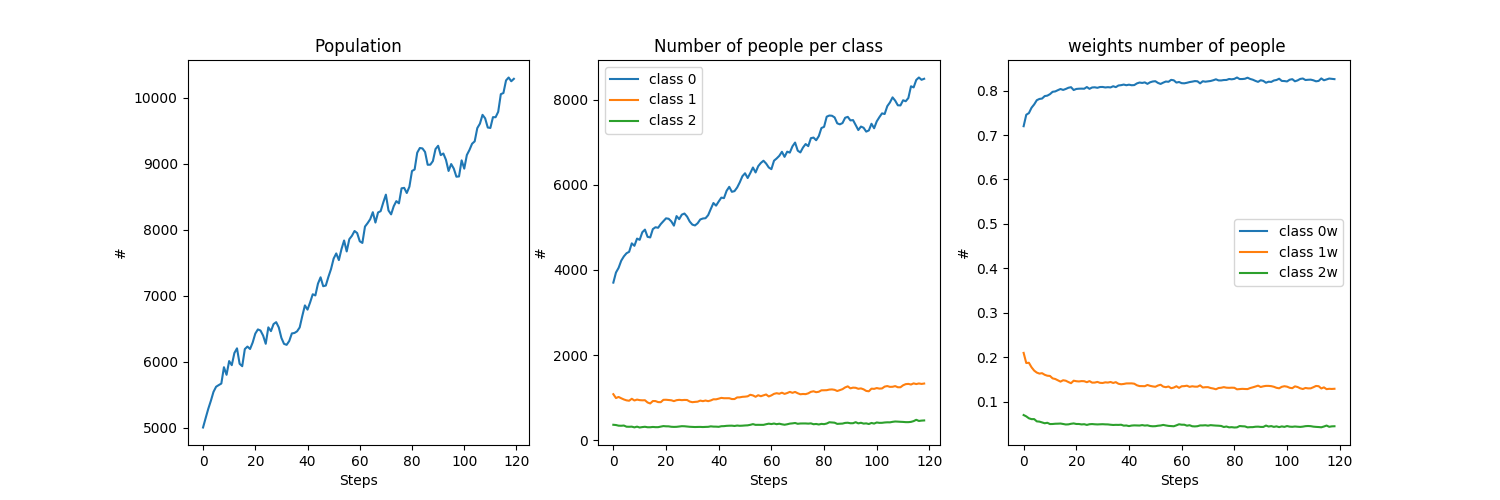 Population
10000
9000
8000
7000
6000
5000
#
0 20 40 60 80 100 120
Steps
Number of people per class
class 0
class 1
class 2
8000
6000
4000
2000
0
#
0 20 40 60 80 100 120
Steps
weights number of people
0.8
0.7
0.6
0.5
0.4
0.3
0.2
0.1
#
class 0w
class 1w
class 2w
0 20 40 60 80 100 120
Steps